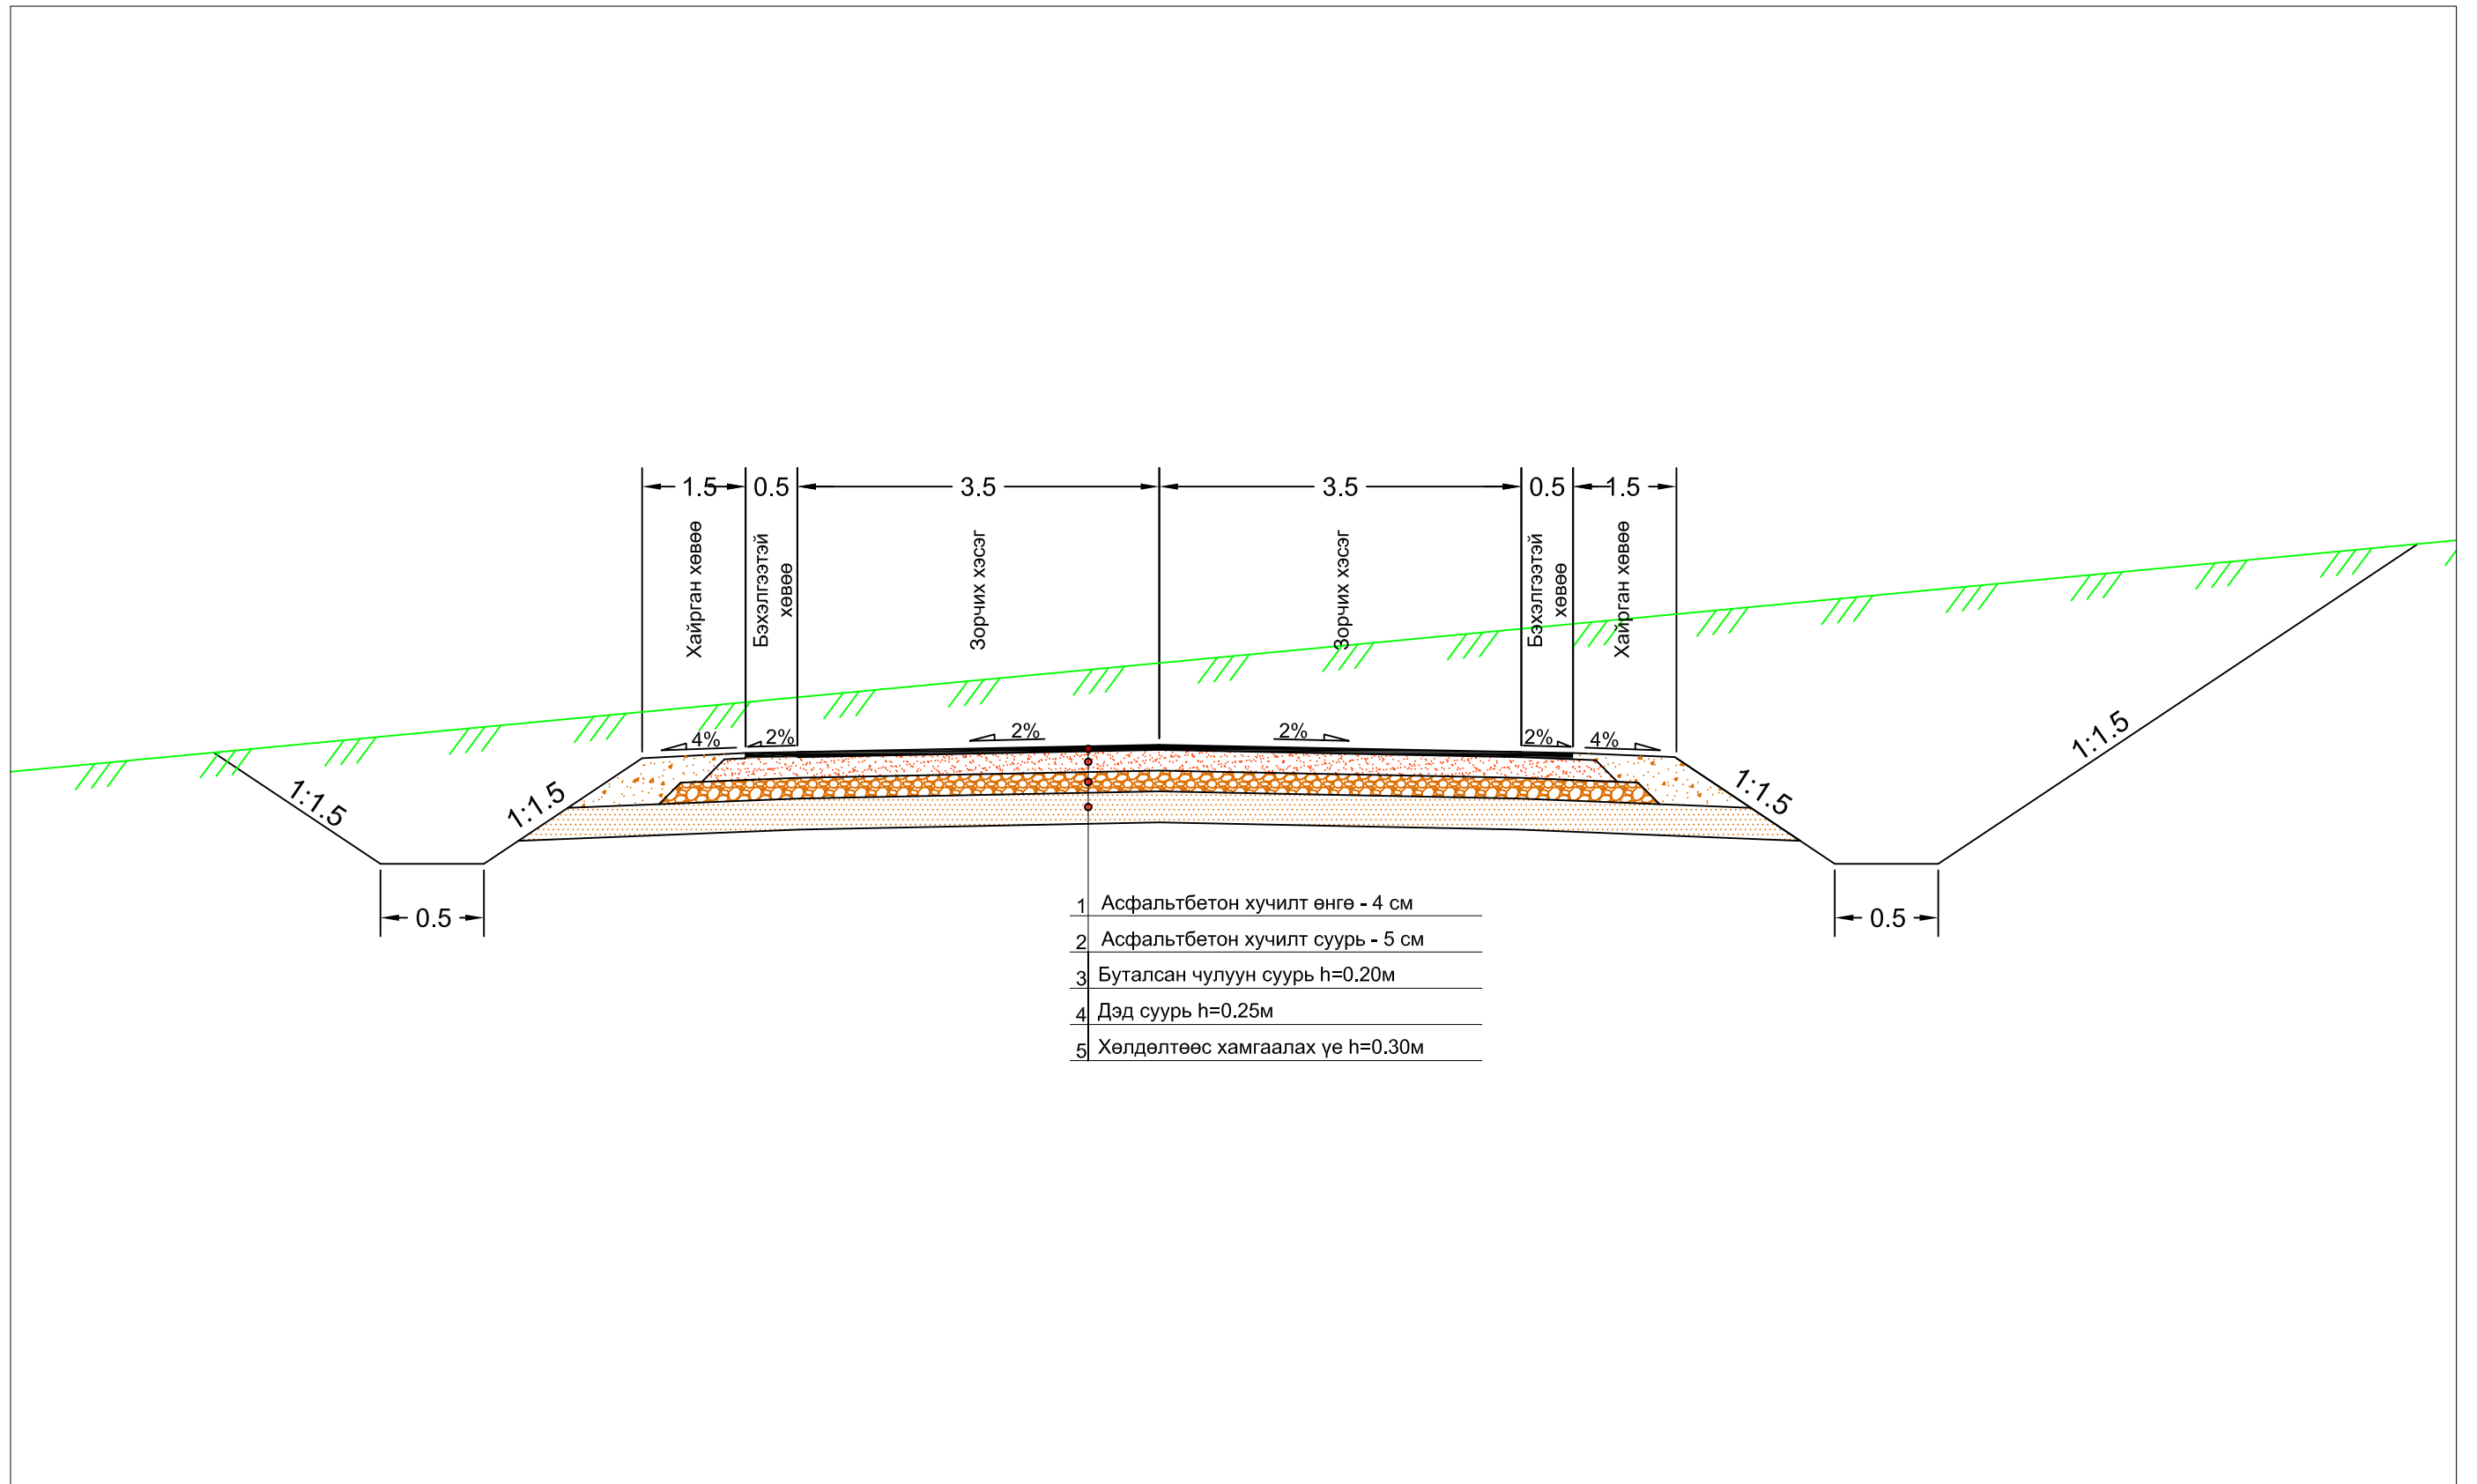 1.5 0.5 3.5 3.5 0.5 1.5
Хайрган хөвөө
Бэхэлгээтэй
хөвөө
Зорчих хэсэг
Зорчих хэсэг
Бэхэлгээтэй
хөвөө
Хайрган хөвөө
4% 2% 2% 2% 2% 4%
1:1.5
1:1.5
1:1.5
1:1.5
0.5
0.5
1 Асфальтбетон хучилт өнгө - 4 см
2 Асфальтбетон хучилт суурь - 5 см
3 Буталсан чулуун суурь h=0.20м
4 Дэд суурь h=0.25м
5 Хөлдөлтөөс хамгаалах үе h=0.30м